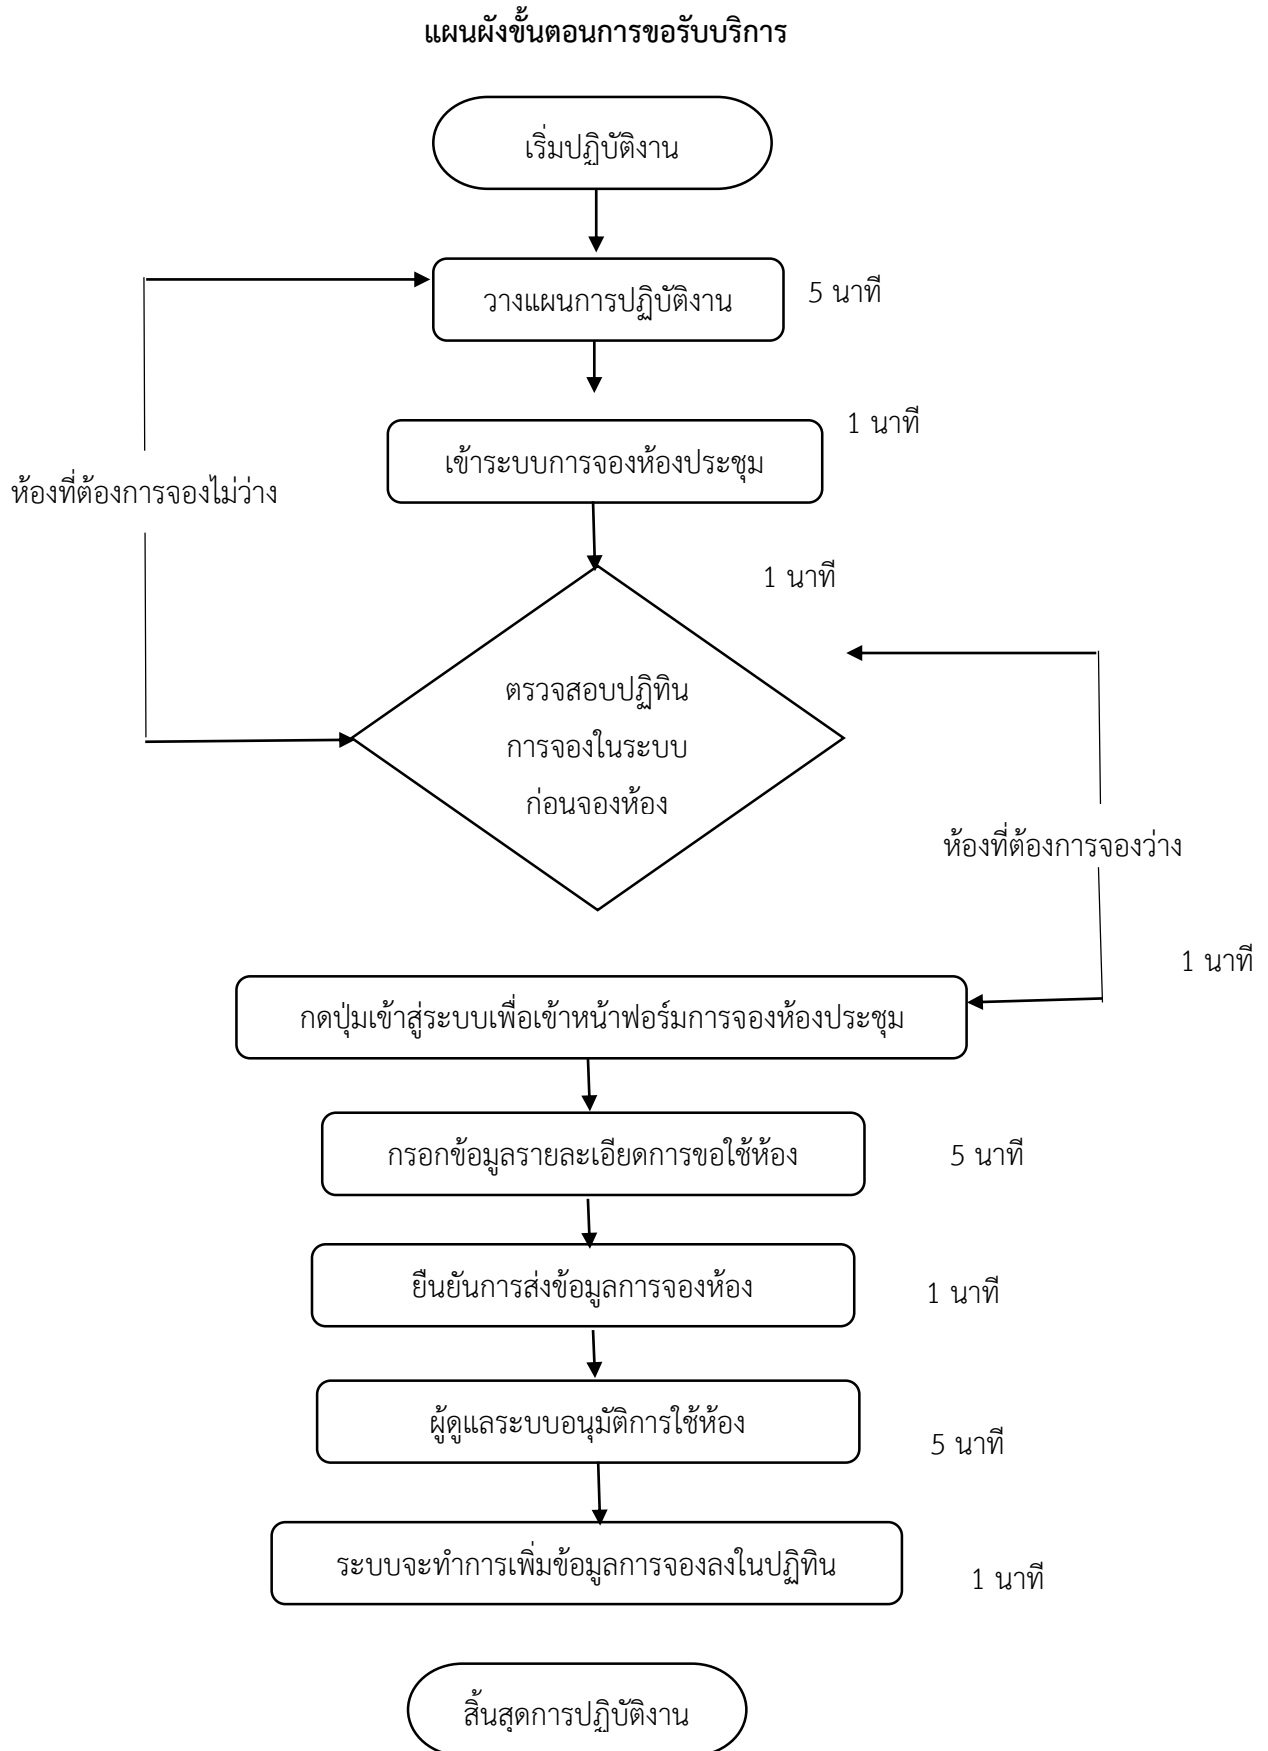 แผนผังขั้นตอนการขอรับบริการ
เริ่มปฏิบัติงาน
วางแผนการปฏิบัติงาน
5 นาที
1 นาที
เข้าระบบการจองห้องประชุม
ห้องที่ต้องการจองไม่ว่าง
1 นาที
ตรวจสอบปฏิทิน
การจองในระบบ
ก่อนจองห้อง
ห้องที่ต้องการจองว่าง
1 นาที
กดปุ่มเข้าสู่ระบบเพื่อเข้าหน้าฟอร์มการจองห้องประชุม
กรอกข้อมูลรายละเอียดการขอใช้ห้อง
5 นาที
ยืนยันการส่งข้อมูลการจองห้อง
1 นาที
ผู้ดูแลระบบอนุมัติการใช้ห้อง
5 นาที
ระบบจะทำการเพิ่มข้อมูลการจองลงในปฏิทิน
1 นาที
สิ้นสุดการปฏิบัติงาน